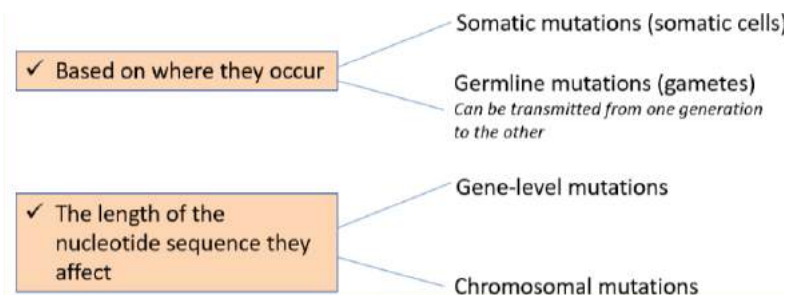 Somatic mutations (somatic cells)
✓ Based on where they occur
Germline mutations (gametes)
Can be transmitted from one generation
to the other
✓ The length of the
nucleotide sequence they
affect
Gene-level mutations
Chromosomal mutations